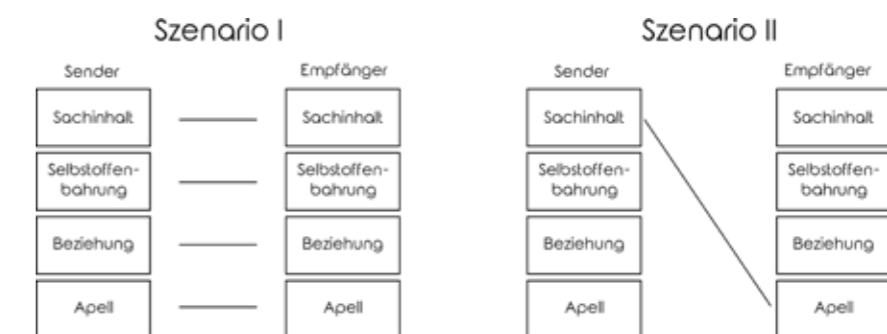 Szenario I
Sender
Empfänger
Sachinhalt
Sachinhalt
Selbstoffen-
bahrung
Selbstoffen-
bahrung
Beziehung
Beziehung
Apell
Apell
Szenario II
Sender
Empfänger
Sachinhalt
Sachinhalt
Selbstoffen-
bahrung
Selbstoffen-
bahrung
Beziehung
Beziehung
Apell
Apell